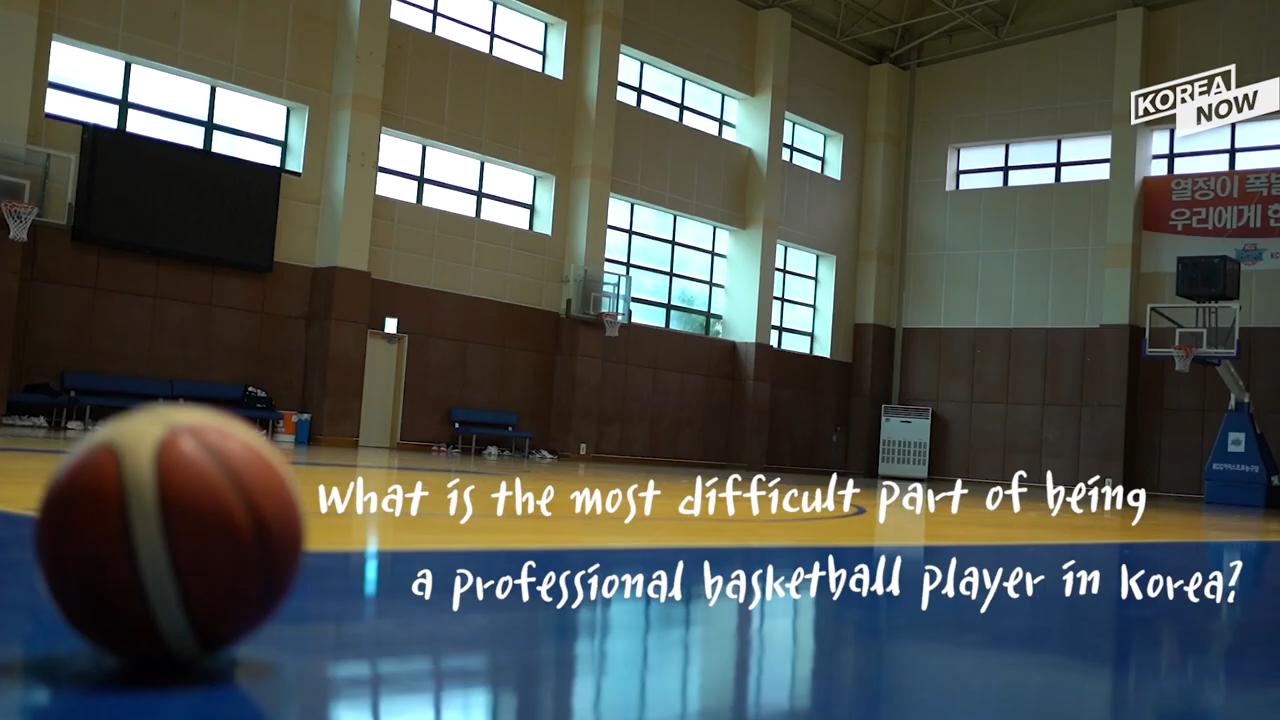 KOREA
NOW
열정이
우리에게
KCC
What is the most difficult part of being
a professional basketball player in Korea?